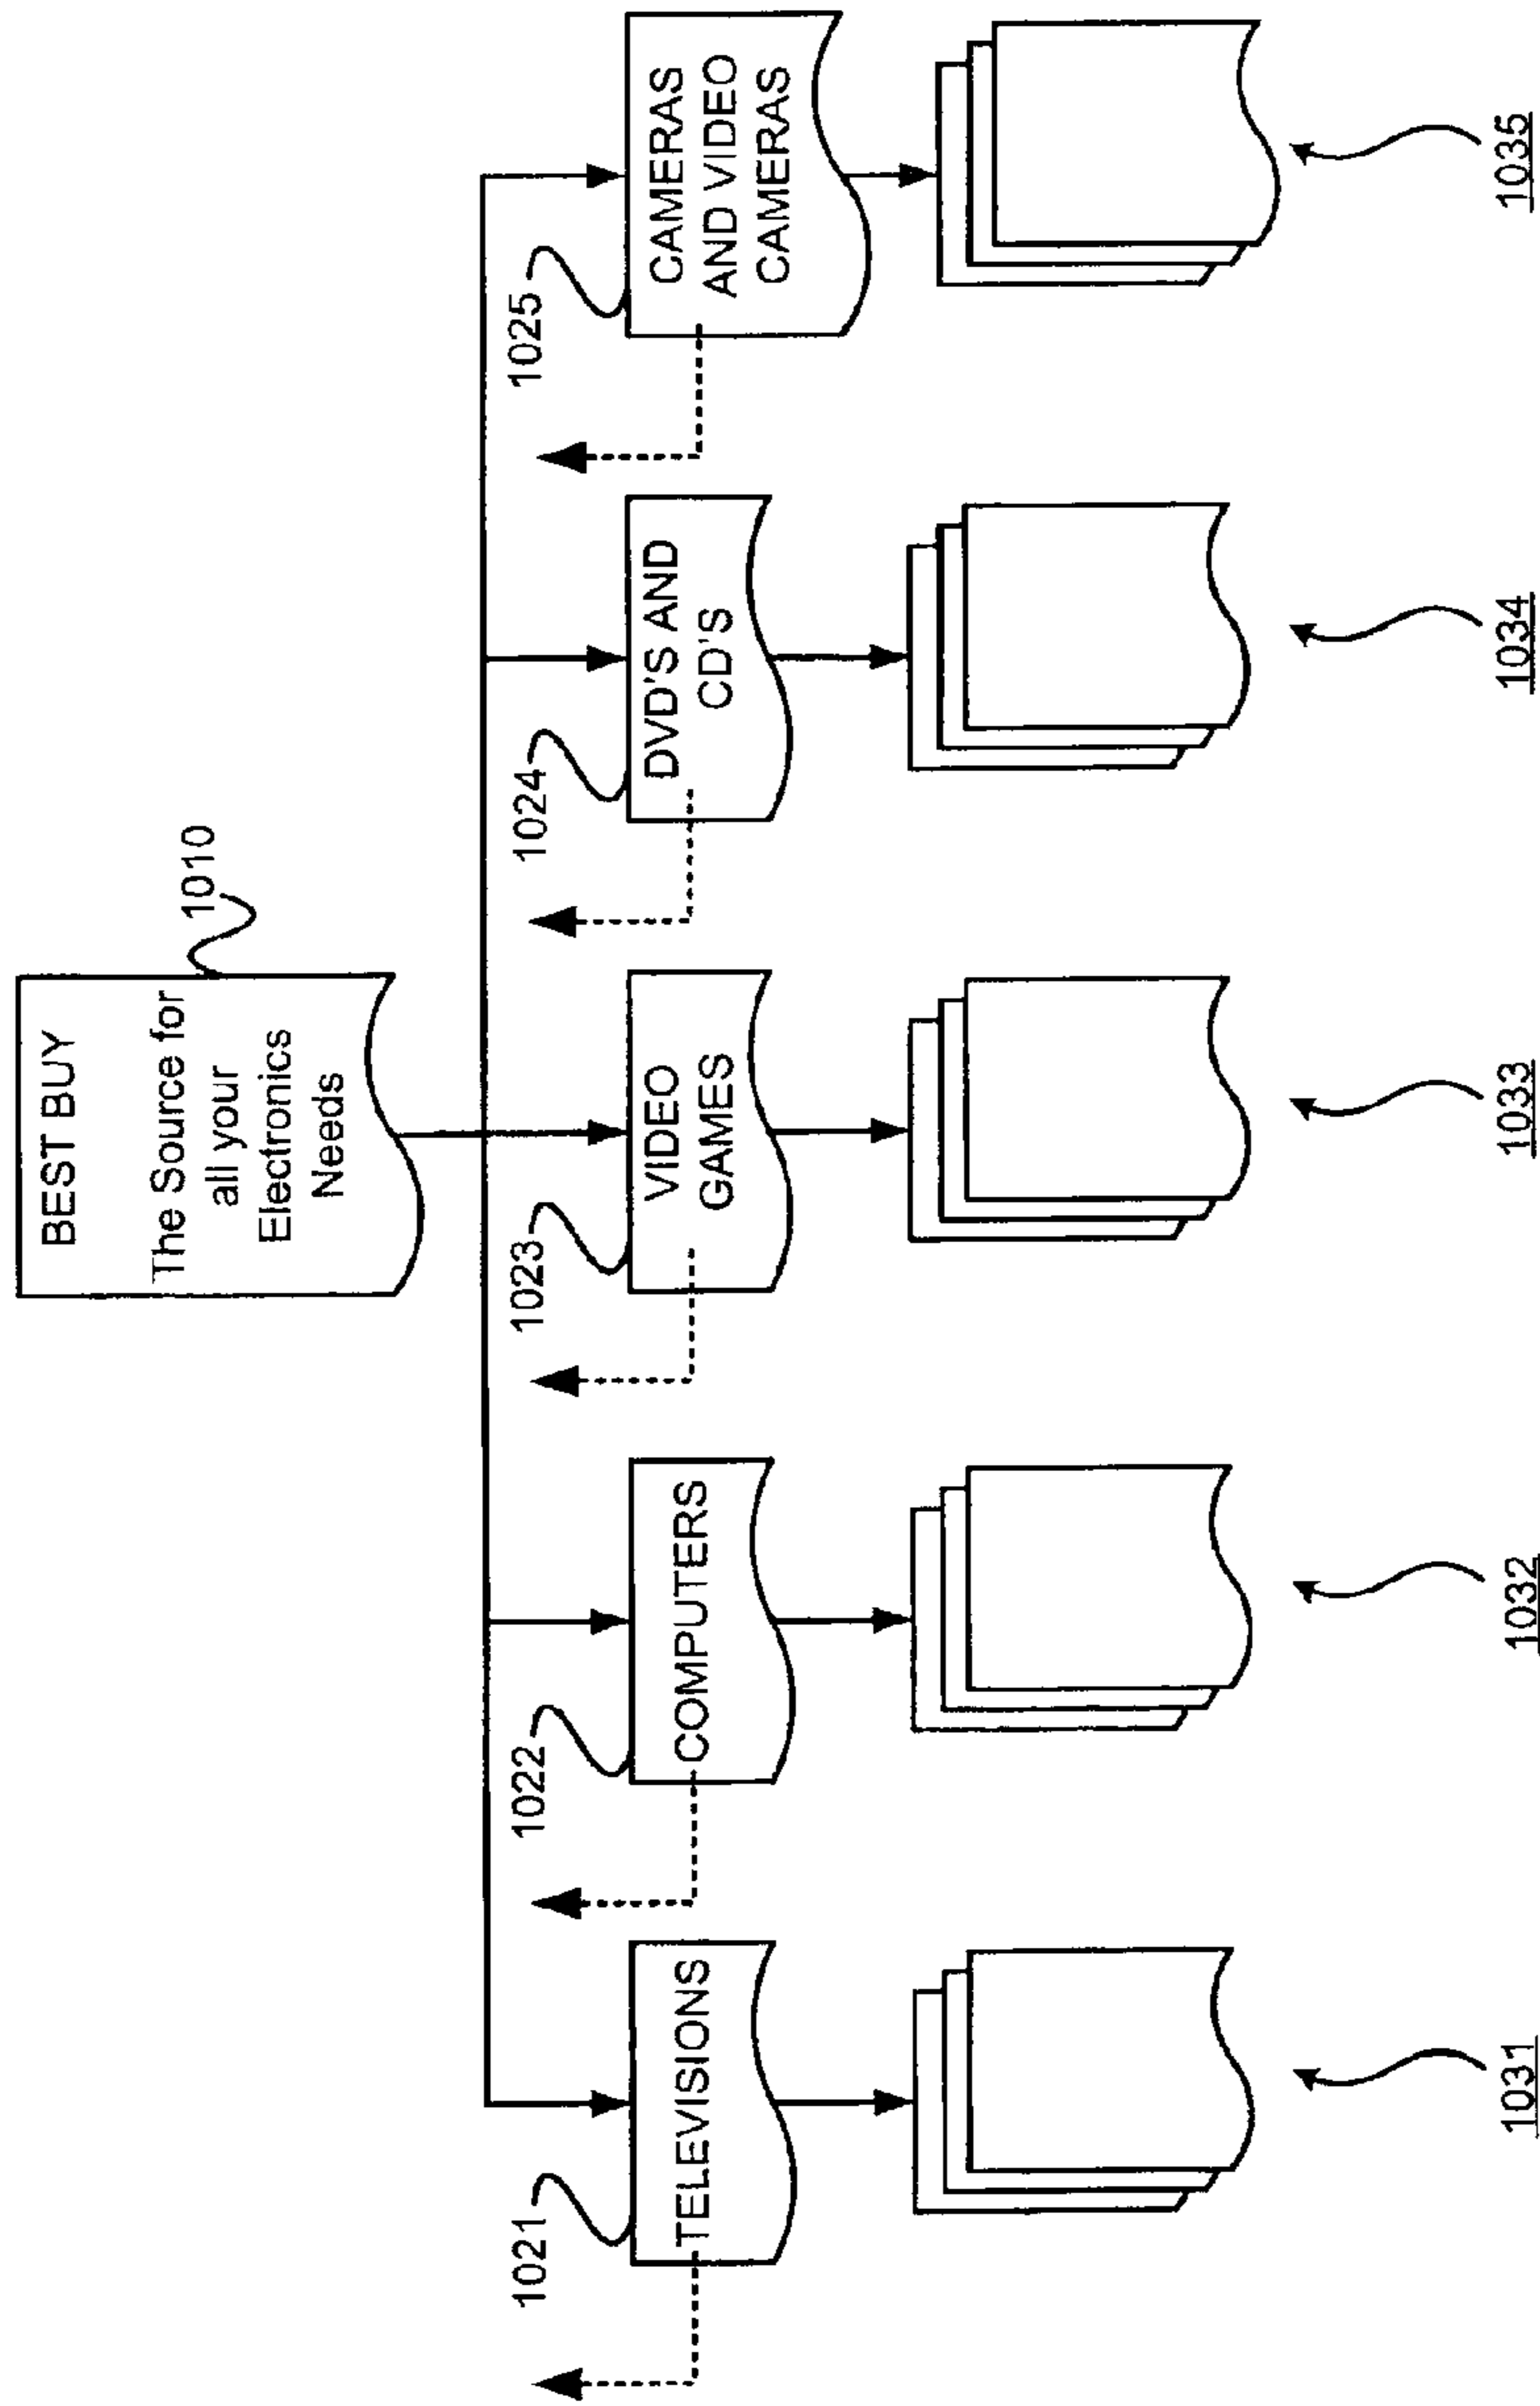 BEST BUY
The Source for
all your
Electronics
Needs
1010
1021
TELEVISIONS
1022
COMPUTERS
1023
VIDEO
GAMES
1024
DVD'S AND
CD'S
1025
CAMERAS
AND VIDEO
CAMERAS
1031
1032
1033
1034
1035